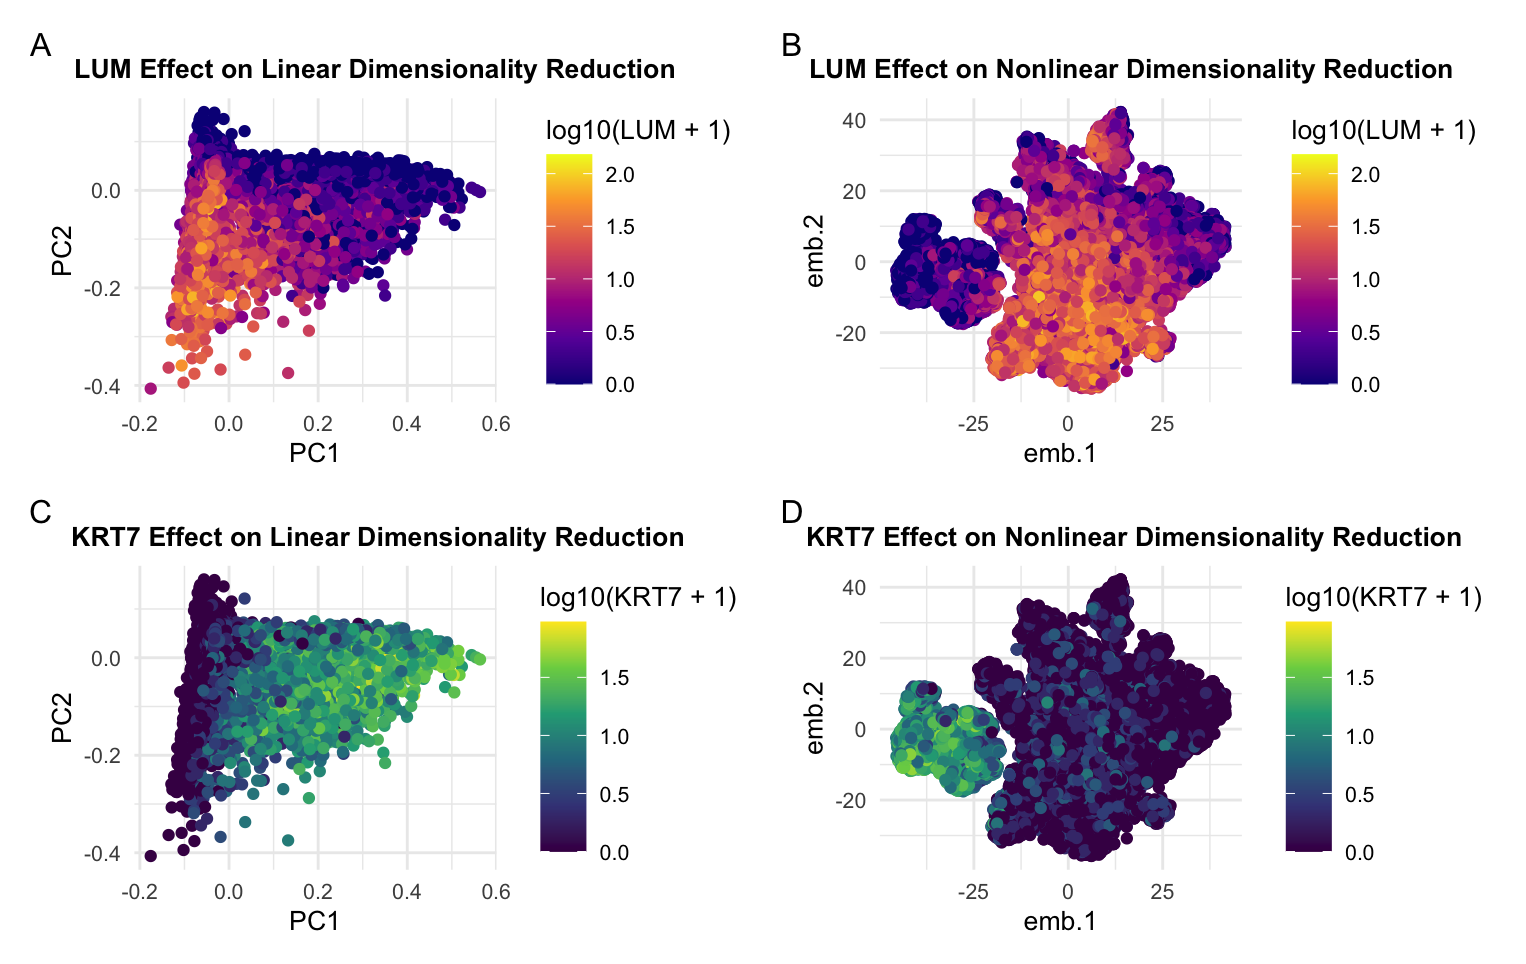 A
LUM Effect on Linear Dimensionality Reduction
log10(LUM + 1)
2.0
1.5
1.0
0.5
0.0
PC2
0.0
-0.2
-0.4
-0.2
0.0
0.2
0.4
0.6
PC1
B
LUM Effect on Nonlinear Dimensionality Reduction
log10(LUM + 1)
2.0
1.5
1.0
0.5
0.0
emb.2
40
20
0
-20
-25
0
25
emb.1
C
KRT7 Effect on Linear Dimensionality Reduction
log10(KRT7 + 1)
1.5
1.0
0.5
0.0
PC2
0.0
-0.2
-0.4
-0.2
0.0
0.2
0.4
0.6
PC1
D
KRT7 Effect on Nonlinear Dimensionality Reduction
log10(KRT7 + 1)
1.5
1.0
0.5
0.0
emb.2
40
20
0
-20
-25
0
25
emb.1